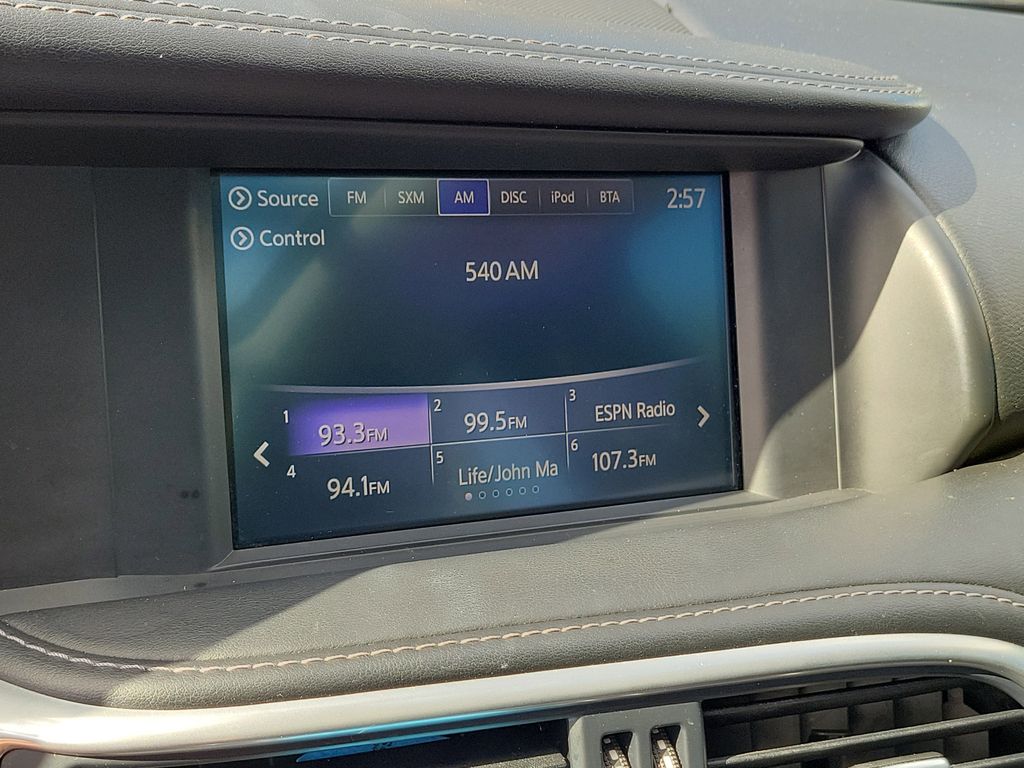 Source FM SXM AM DISC iPod BTA 2:57
Control
540 AM
1 93.3FM 2 99.5FM 3 ESPN Radio
4 94.1FM 5 Life/John Ma 6 107.3FM